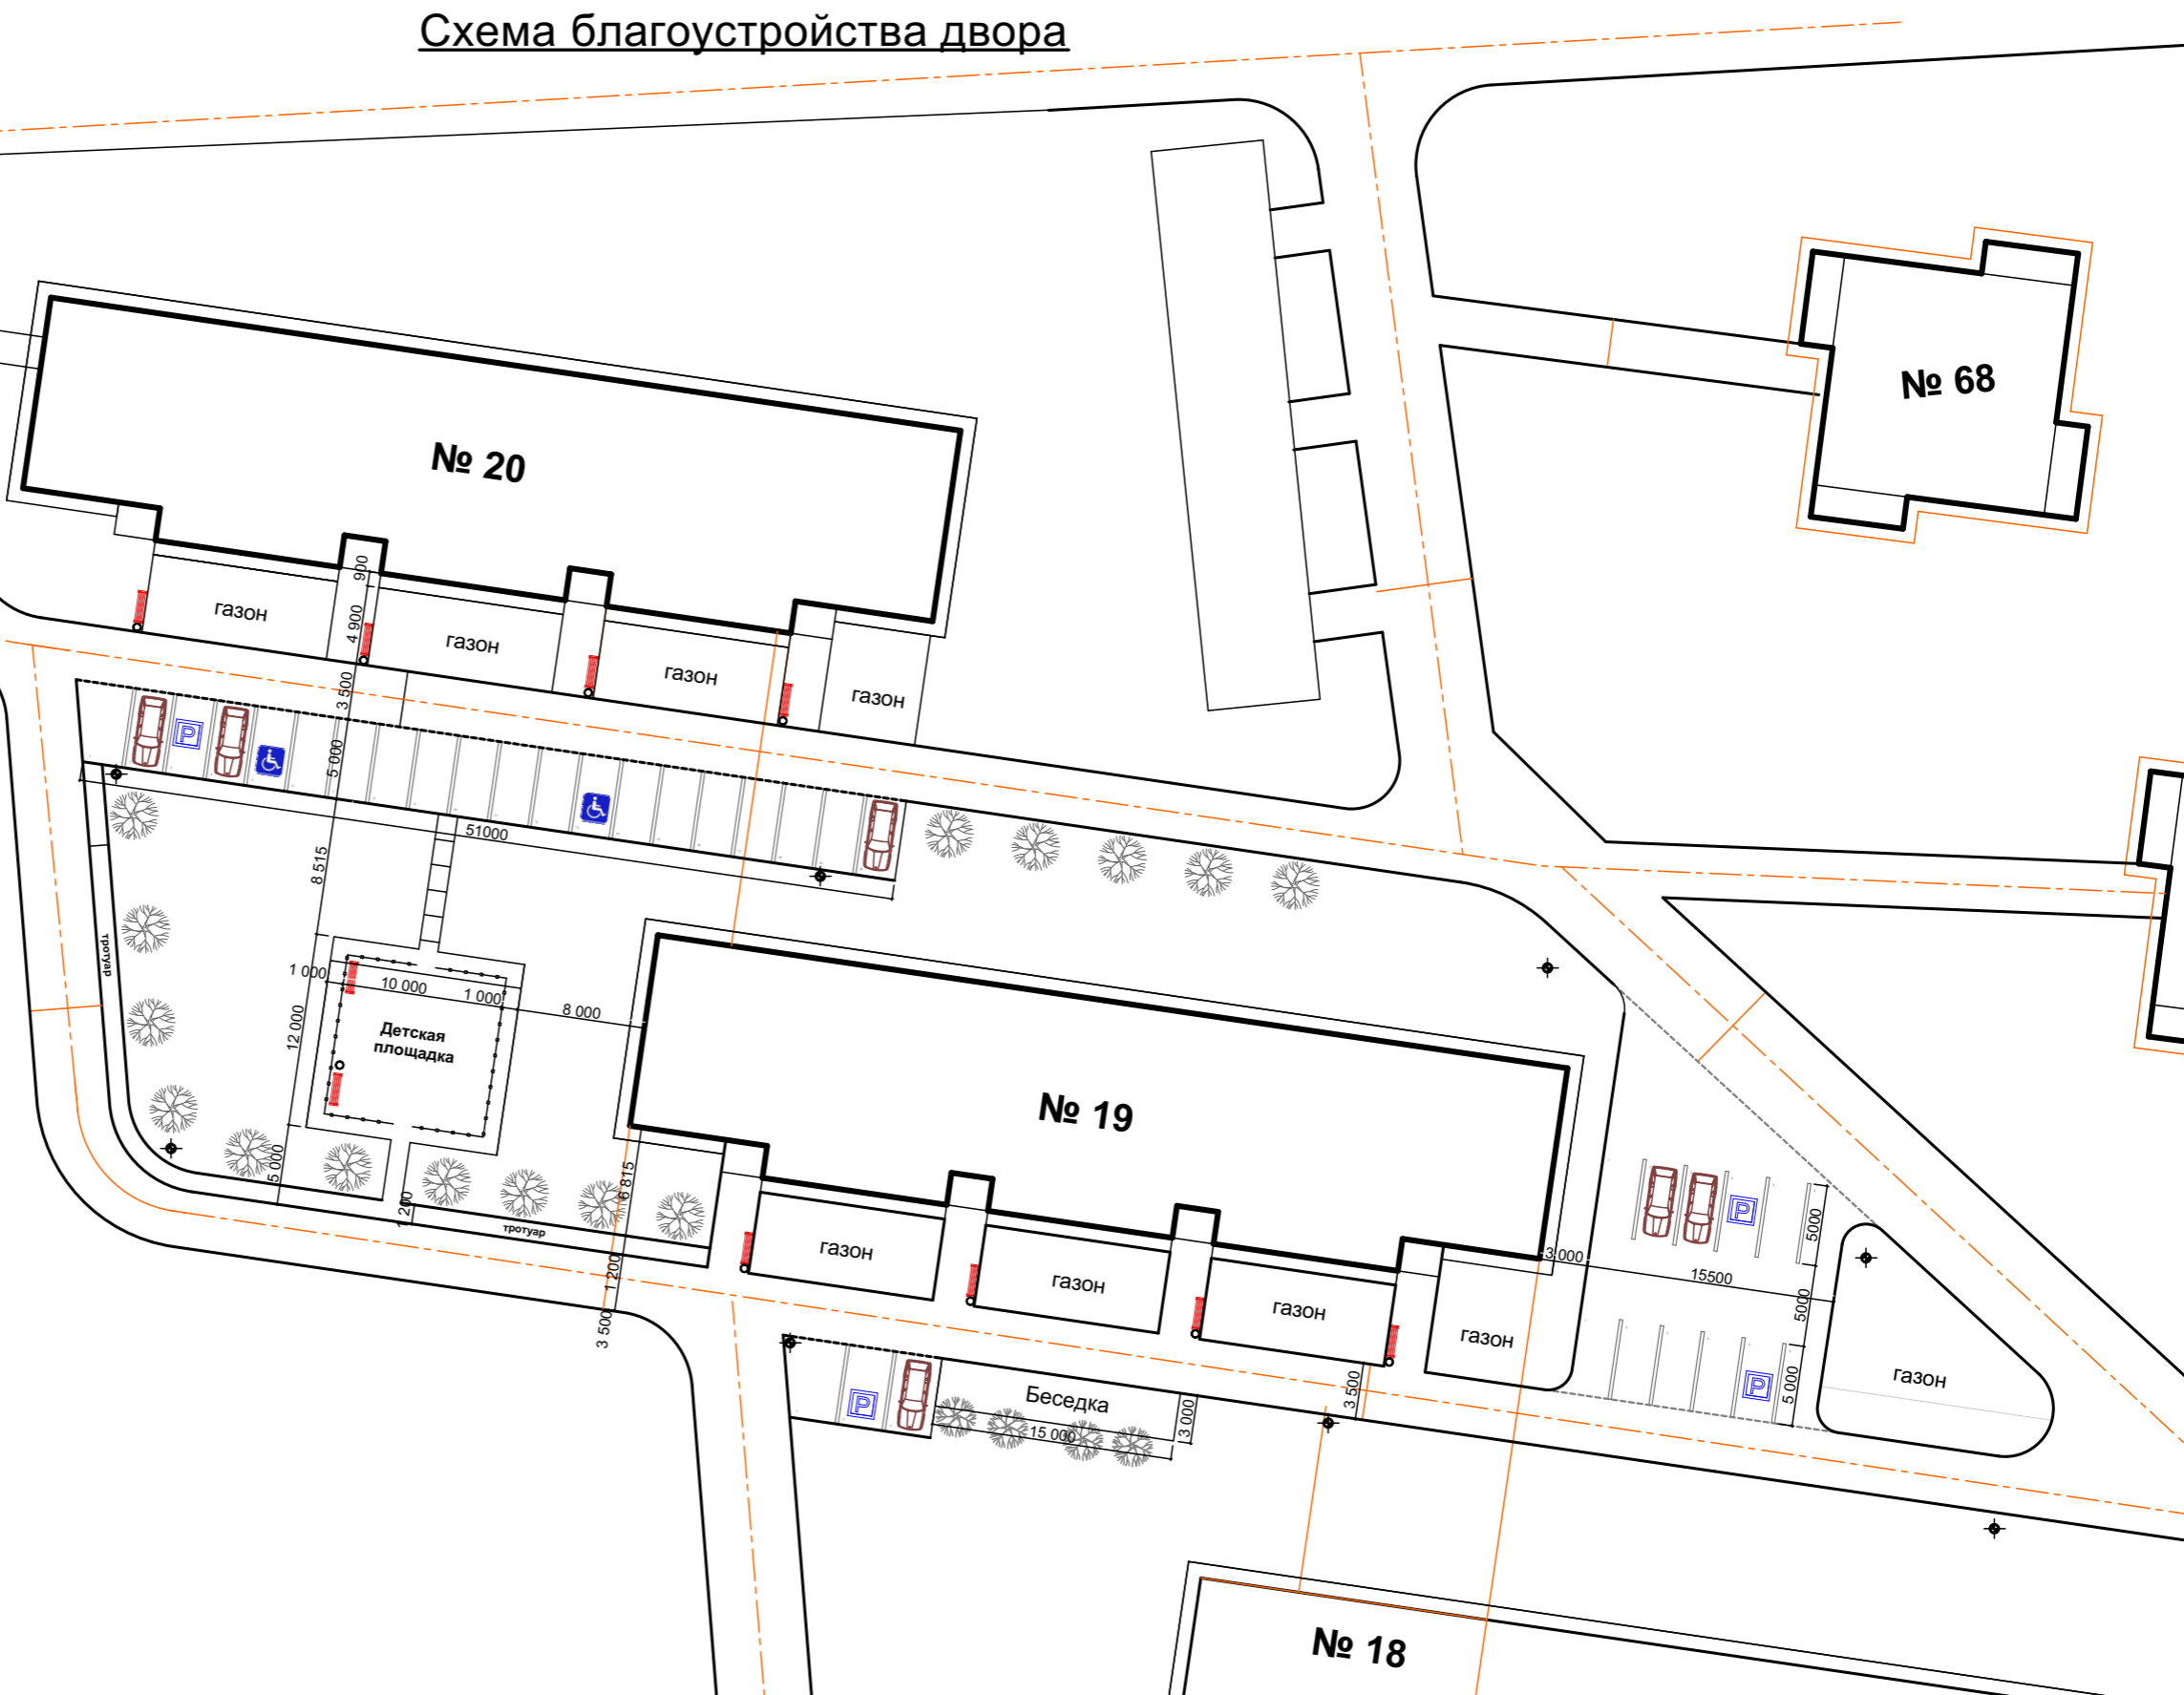 Схема благоустройства двора
№ 68
№ 20
900
газон
4 900
газон
газон
газон
3 500
P
P
5 000
51000
8 515
тротуар
1 000
10 000
1 000
8 000
12 000
Детская
площадка
№ 19
5 000
6 815
1 200
тротуар
1 200
3 500
газон
газон
газон
газон
3 000
15500
5000
5000
5 000
P
P
газон
P
Беседка
15 000
3 000
3 500
№ 18